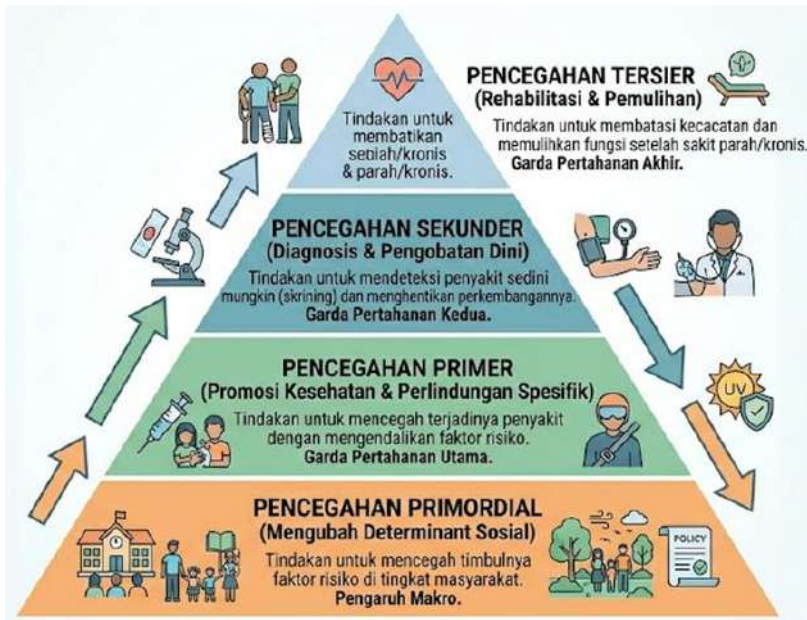 Tindakan untuk
membatikan
sebiah/kronis
& parah/kronis.
PENCEGAHAN TERSIER
(Rehabilitasi & Pemulihan)
Tindakan untuk membatasi kecacatan dan
memulihkan fungsi setelah sakit parah/kronis.
Garda Pertahanan Akhir.
PENCEGAHAN SEKUNDER
(Diagnosis & Pengobatan Dini)
Tindakan untuk mendeteksi penyakit sedini
mungkin (skrining) dan menghentikan perkembangannya.
Garda Pertahanan Kedua.
UV
PENCEGAHAN PRIMER
(Promosi Kesehatan & Perlindungan Spesifik)
Tindakan untuk mencegah terjadinya penyakit
dengan mengendalikan faktor risiko.
Garda Pertahanan Utama.
PENCEGAHAN PRIMORDIAL
(Mengubah Determinant Sosial)
Tindakan untuk mencegah timbulnya
faktor risiko di tingkat masyarakat.
Pengaruh Makro.
POLICY